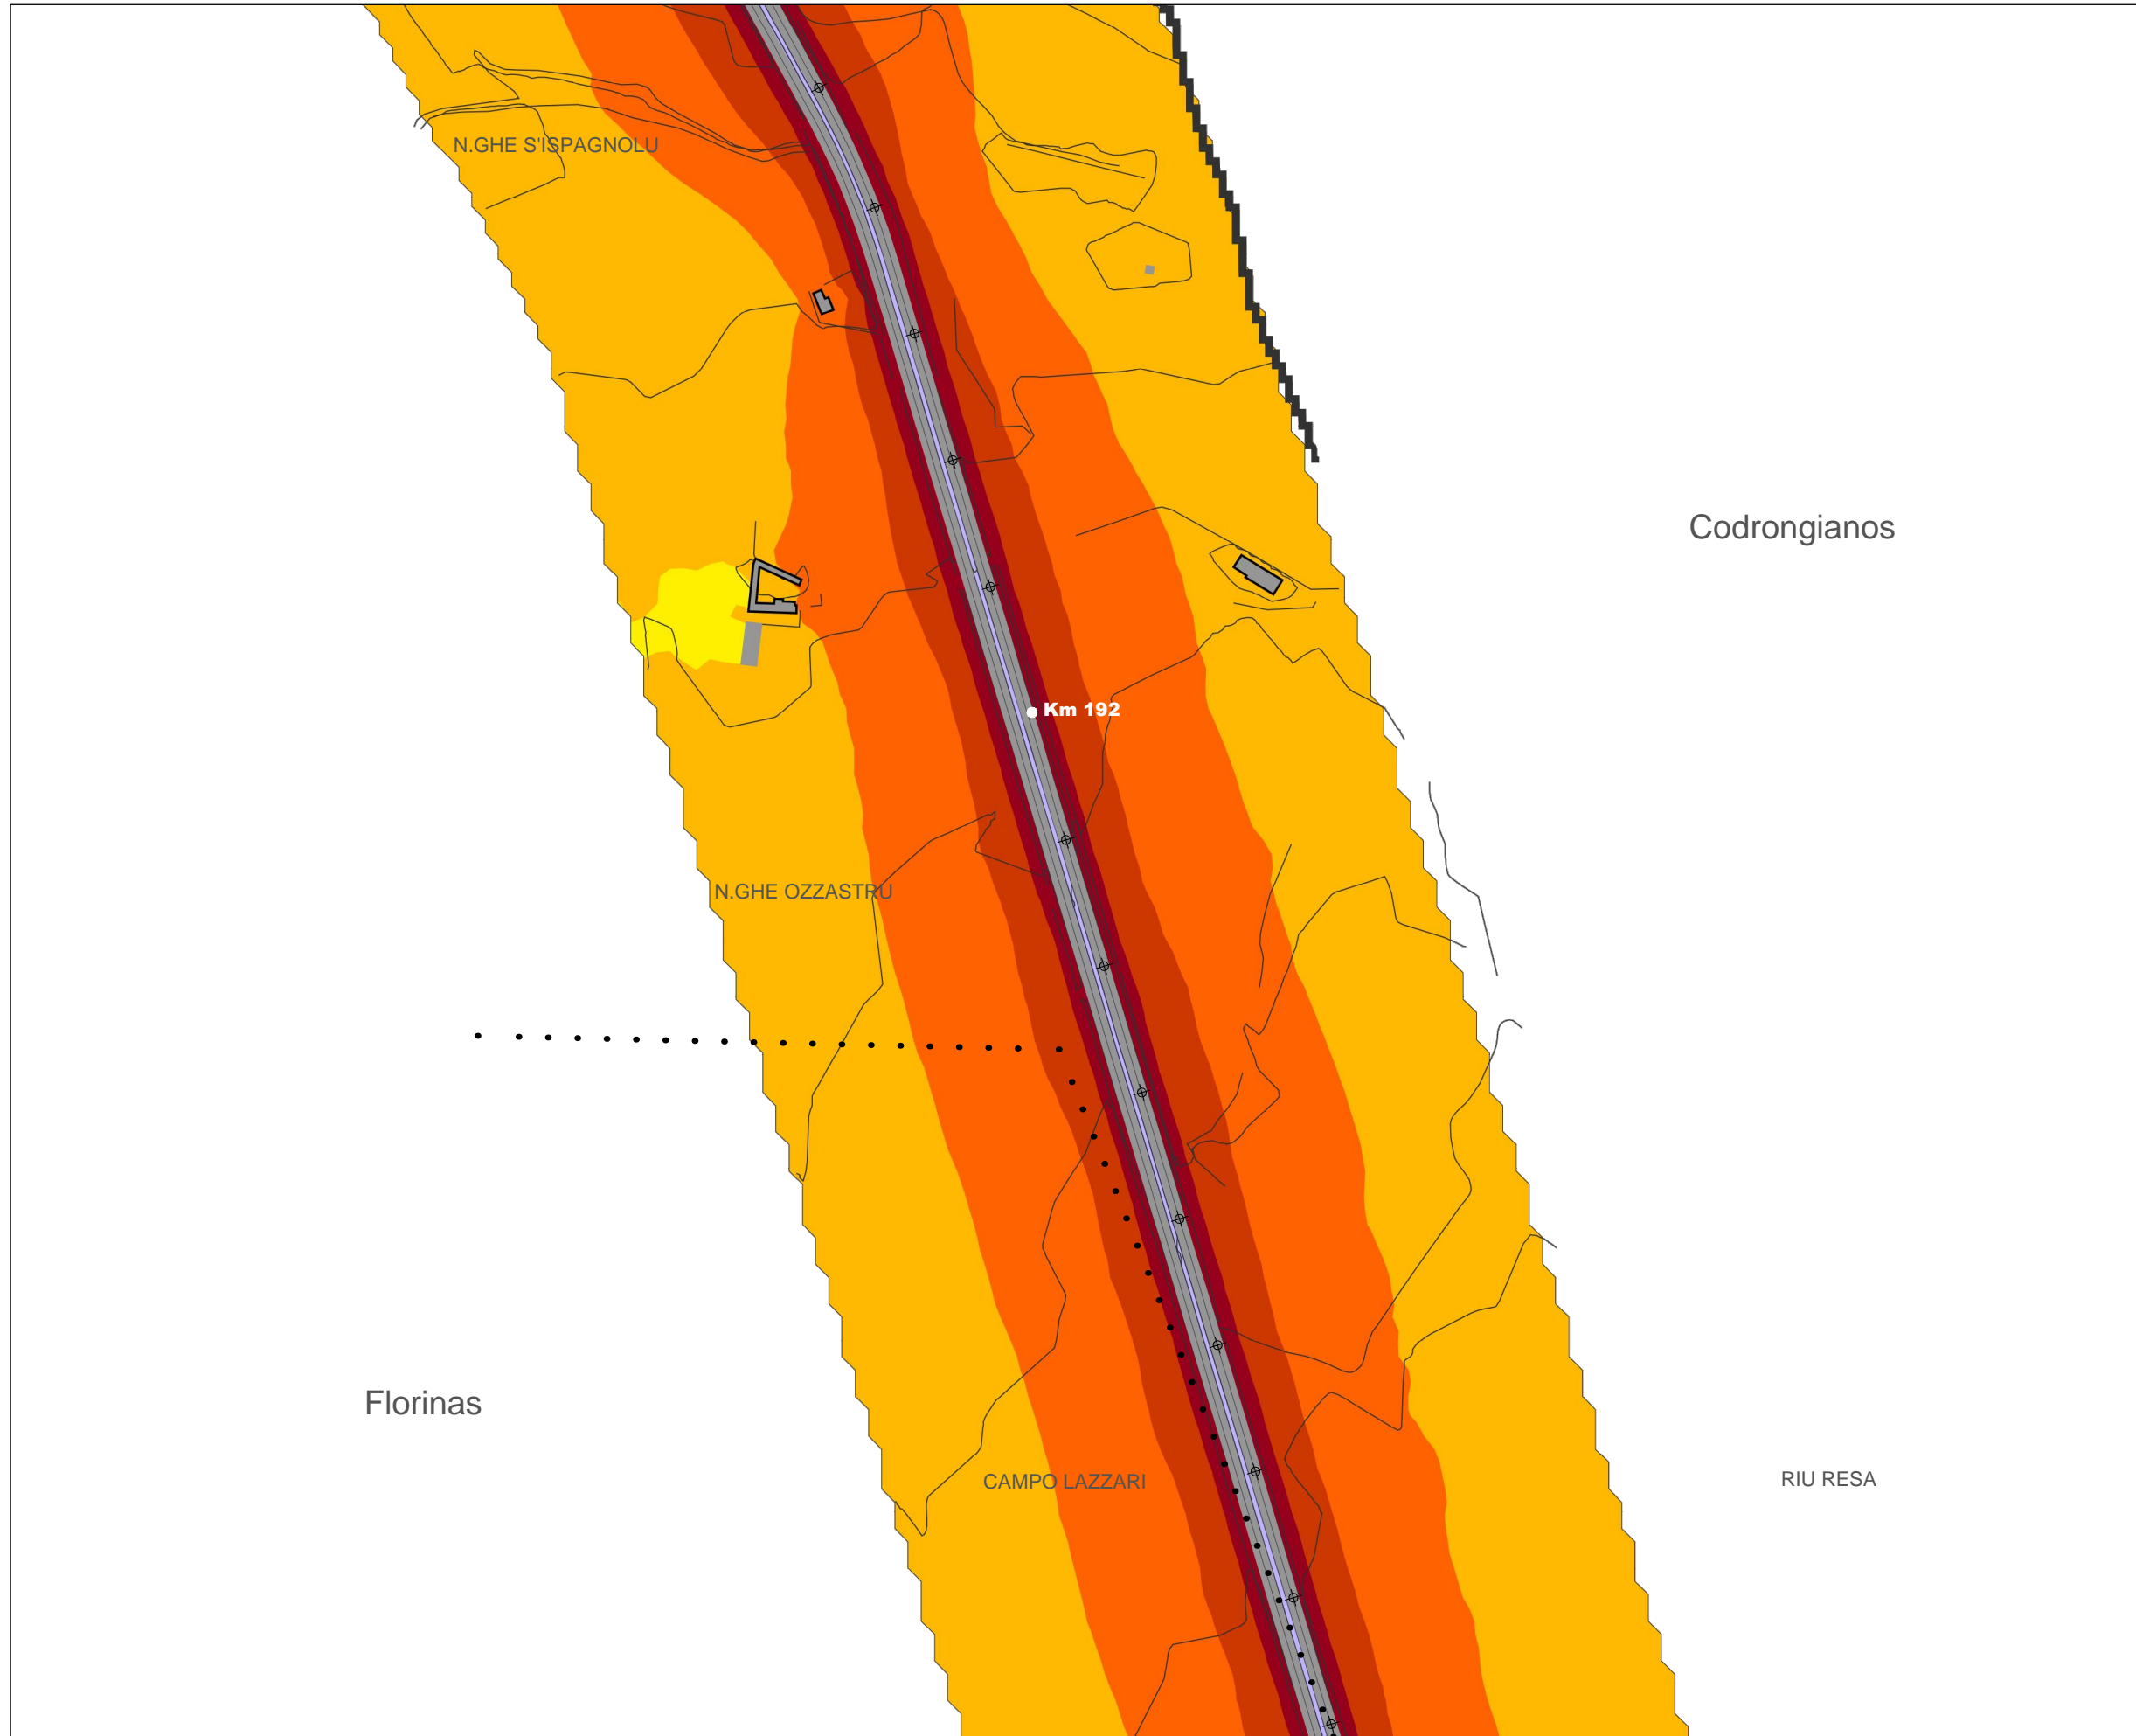 N.GHE S'ISPAGNOLU
Codrongianos
Km 192
N.GHE OZZASTRU
Florinas
CAMPO LAZZARI
RIU RESA